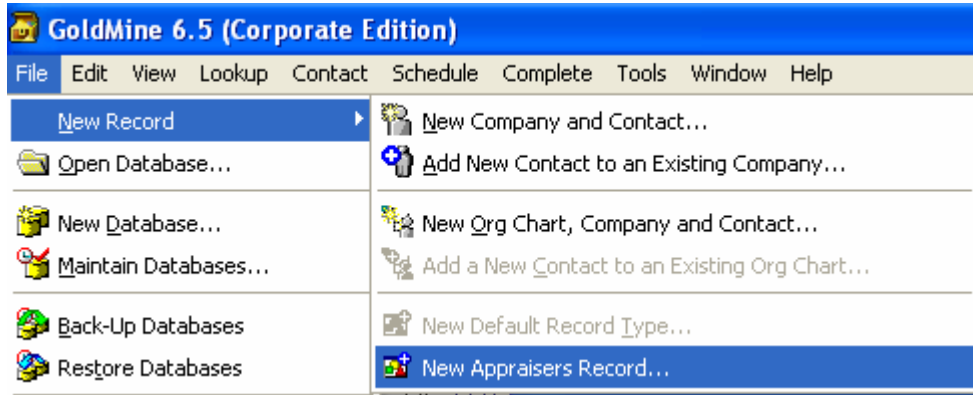 GoldMine 6.5 (Corporate Edition)
File Edit View Lookup Contact Schedule Complete Tools Window Help
New Record
Open Database...
New Database...
Maintain Databases...
Back-Up Databases
Restore Databases
New Company and Contact...
Add New Contact to an Existing Company...
New Org Chart, Company and Contact...
Add a New Contact to an Existing Org Chart...
New Default Record Type...
New Appraisers Record...